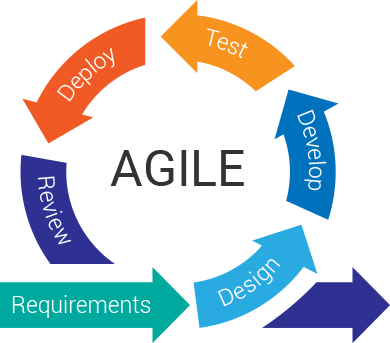 AGILE
Requirements
Design
Develop
Test
Deploy
Review